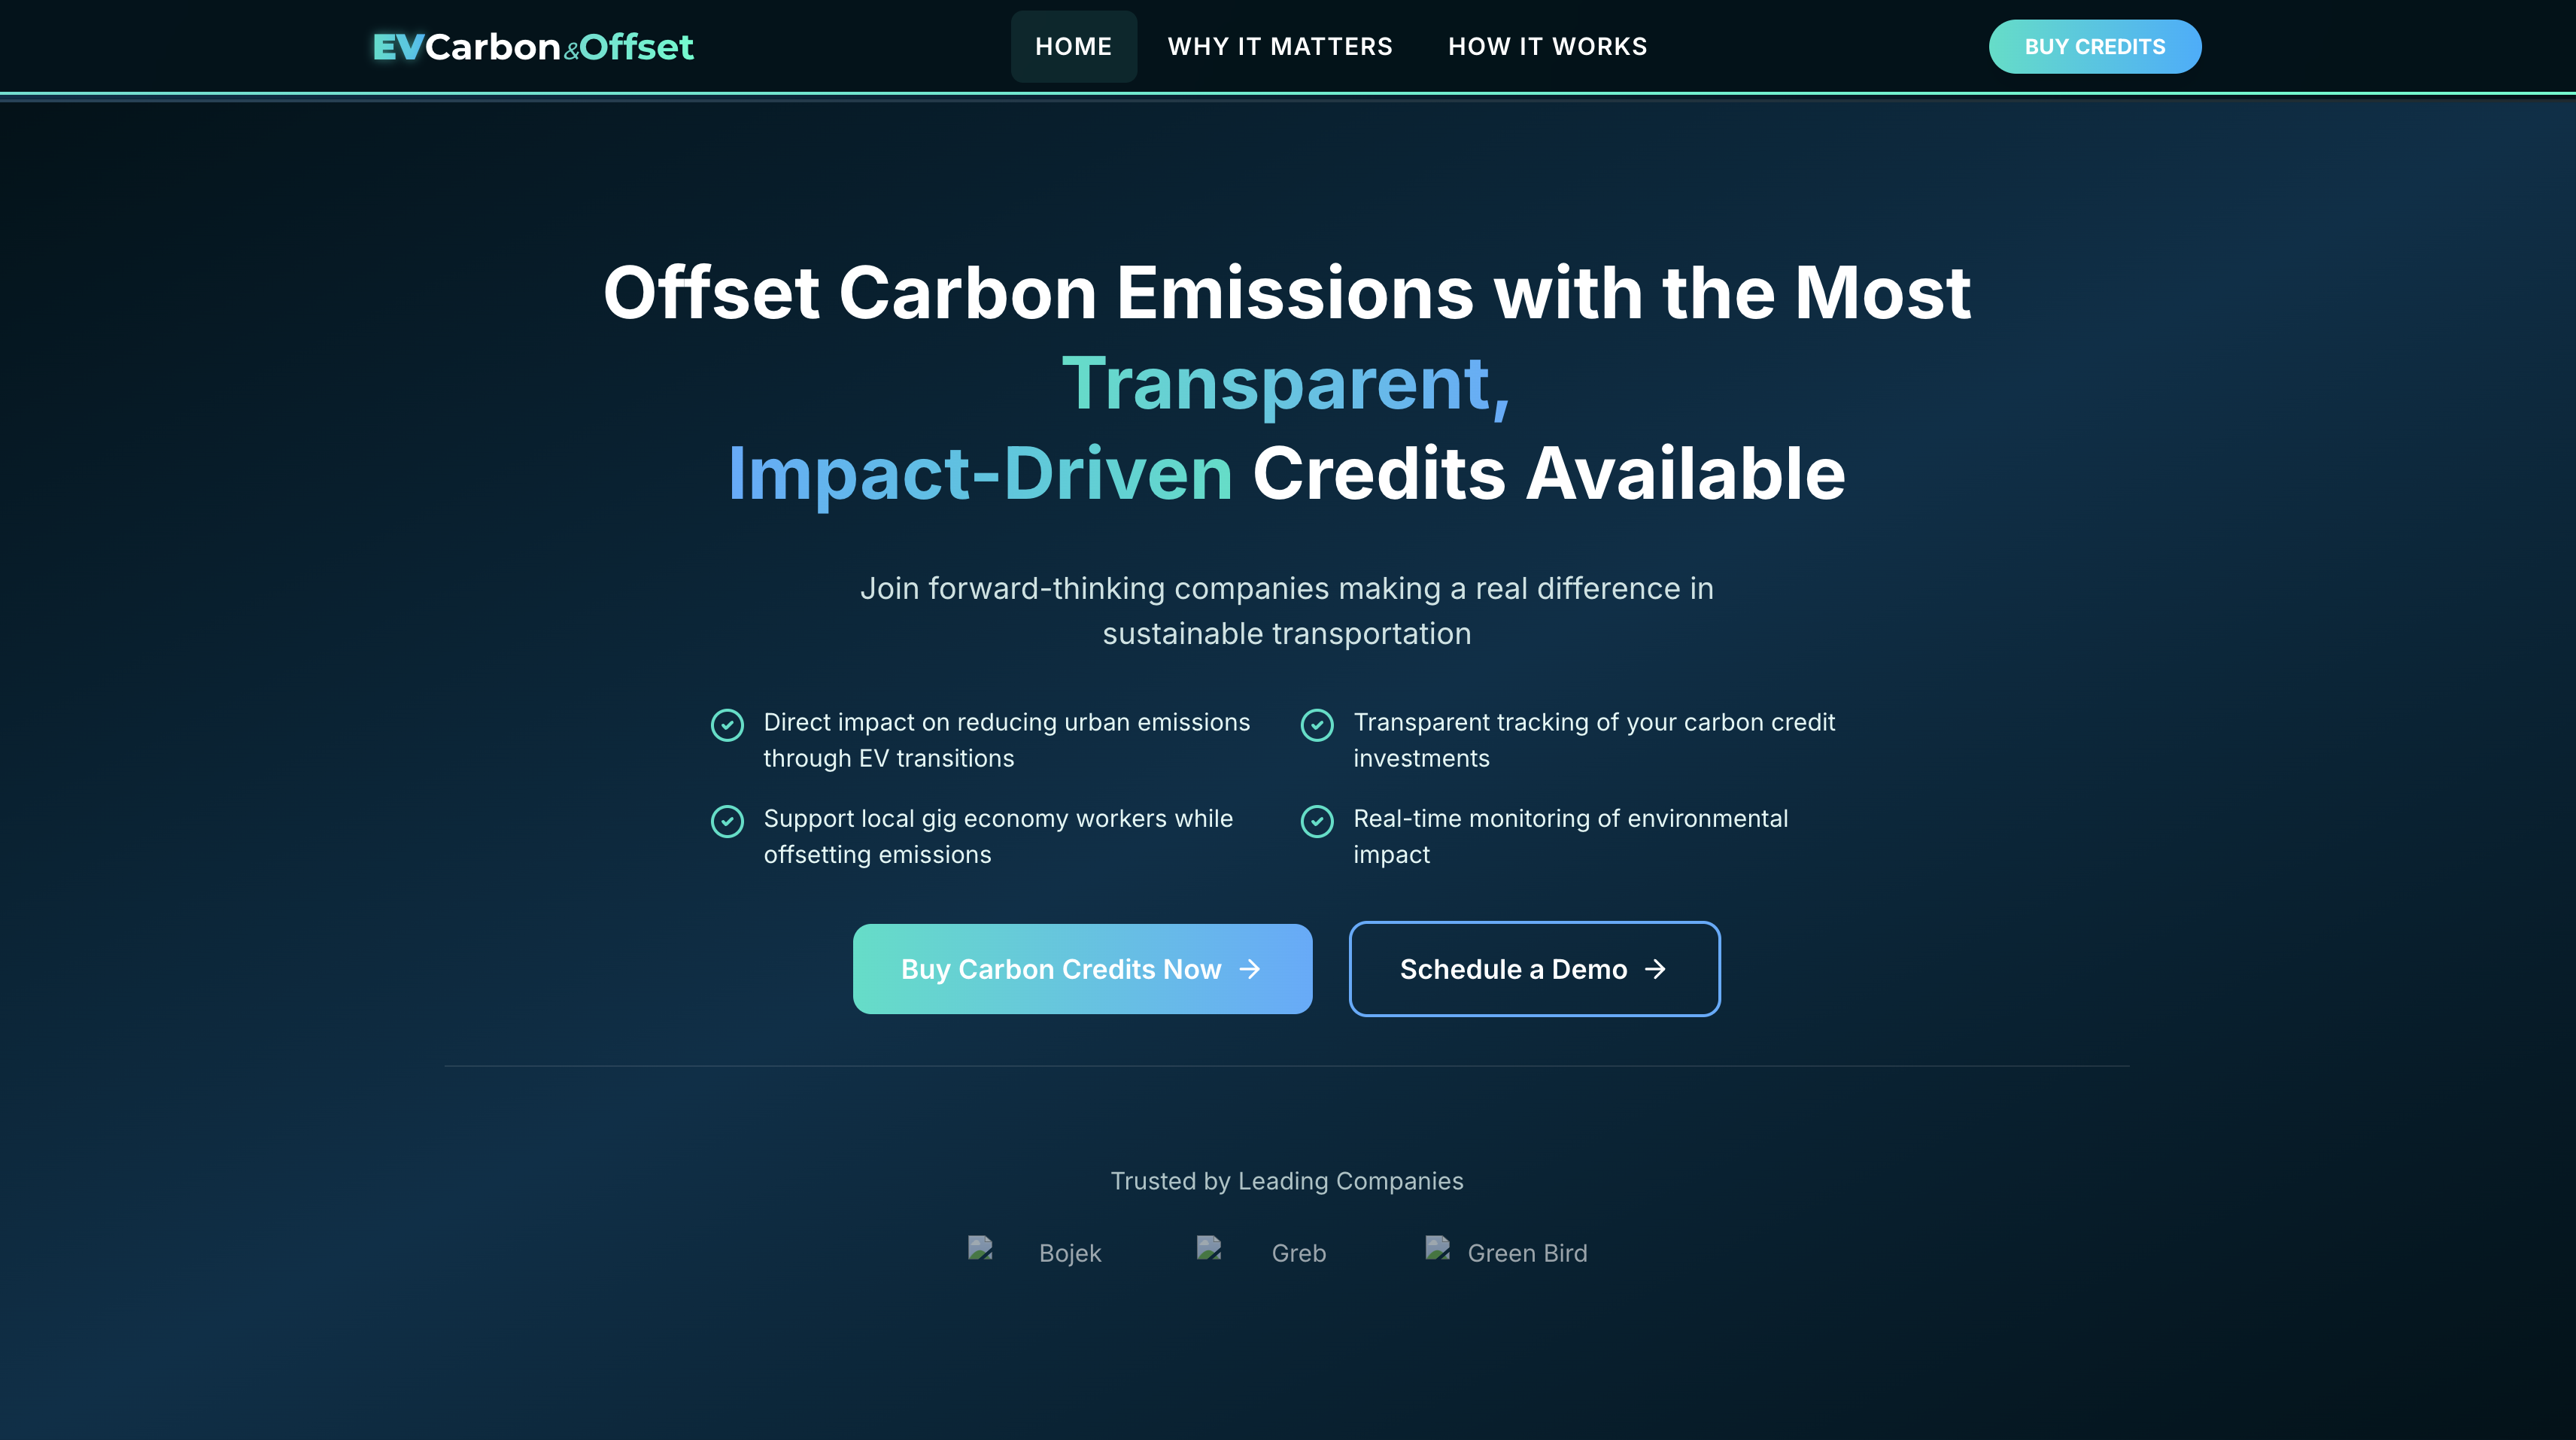 EVCarbon&Offset
HOME
WHY IT MATTERS
HOW IT WORKS
BUY CREDITS
Offset Carbon Emissions with the Most
Transparent,
Impact-Driven Credits Available
Join forward-thinking companies making a real difference in
sustainable transportation
Direct impact on reducing urban emissions
through EV transitions
Transparent tracking of your carbon credit
investments
Support local gig economy workers while
offsetting emissions
Real-time monitoring of environmental
impact
Buy Carbon Credits Now
Schedule a Demo
Trusted by Leading Companies
Bojek
Greb
Green Bird